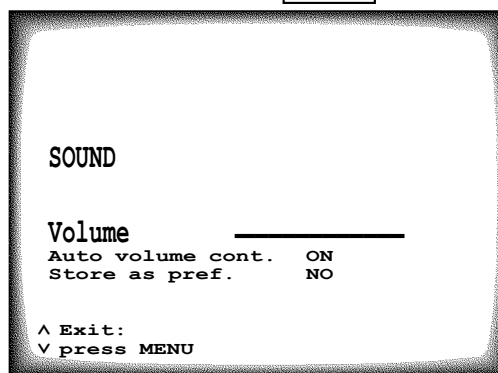 SOUND
Volume
Auto volume cont. ON
Store as pref. NO
∧ Exit:
∨ press MENU